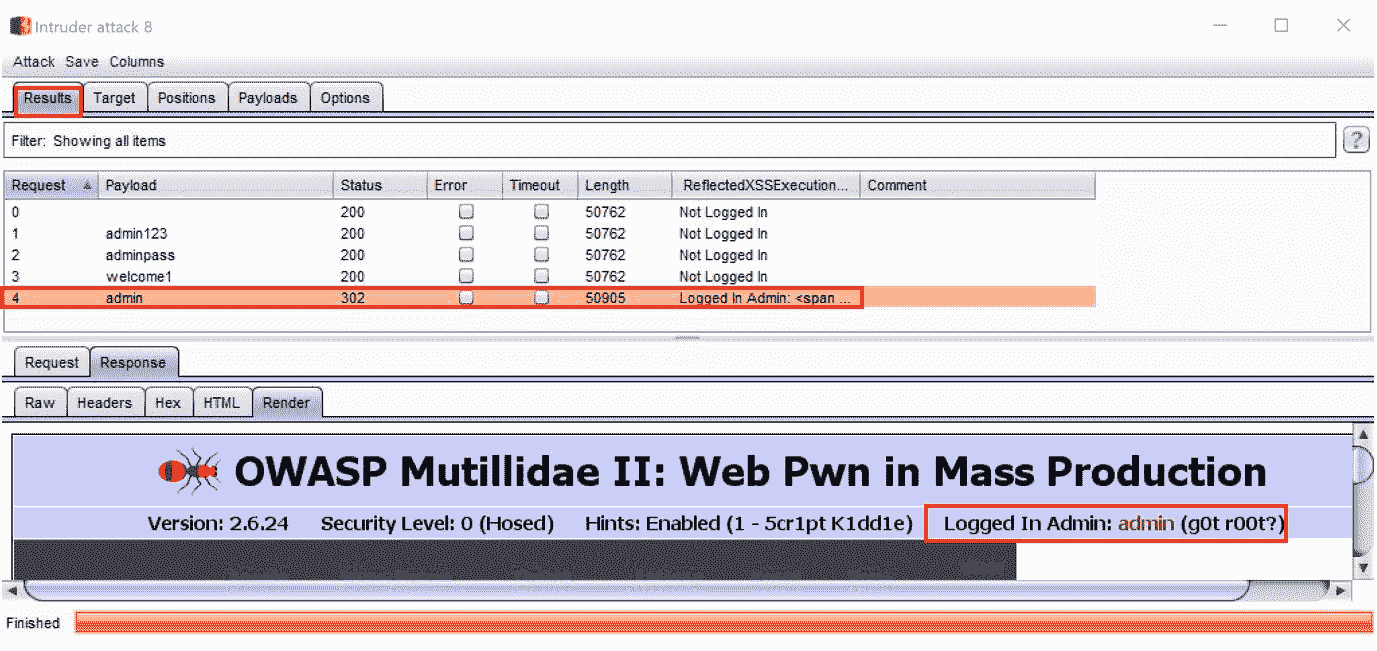 Intruder attack 8
Attack Save Columns
Results Target Positions Payloads Options
Filter: Showing all items ?
Request Payload Status Error Timeout Length ReflectedXSSExecution... Comment
0 200 50762 Not Logged In
1 admin123 200 50762 Not Logged In
2 adminpass 200 50762 Not Logged In
3 welcome1 200 50762 Not Logged In
4 admin 302 50905 Logged In Admin: <span ...
Request Response
Raw Headers Hex HTML Render
OWASP Mutillidae II: Web Pwn in Mass Production
Version: 2.6.24 Security Level: 0 (Hosed) Hints: Enabled (1 - 5cr1pt K1dd1e) Logged In Admin: admin (g0t r00t?)
Finished